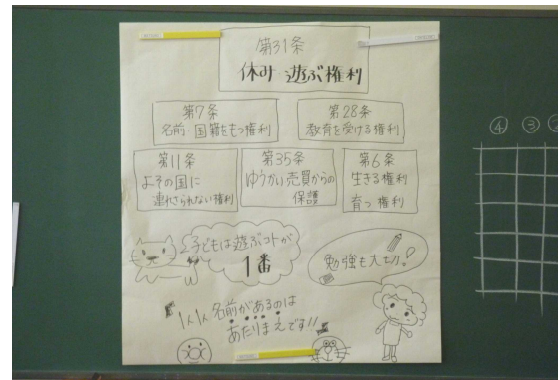 第31条
休み 遊ぶ権利
第7条
名前・国籍をもつ権利
第28条
教育を受ける権利
第11条
よその国に
連れさられない権利
第35条
ゆうかい売買からの
保護
第6条
生きる権利
育つ権利
子どもは遊ぶコトが
1番
勉強も大切!
1人1人名前があるのは
あたりまえです!!
④ ③